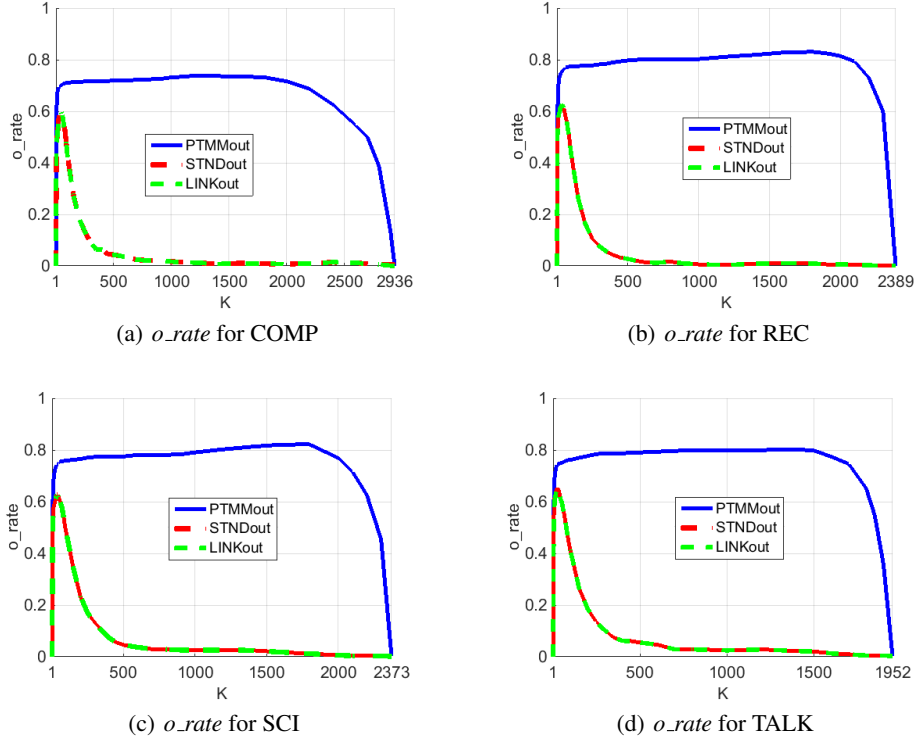 1
0.8
0.6
0.4
0.2
0
o_rate
PTMMout
STNDout
LINKout
1 500 1000 1500 2000 2500 2936
K
(a) o_rate for COMP
1
0.8
0.6
0.4
0.2
0
o_rate
PTMMout
STNDout
LINKout
1 500 1000 1500 2000 2389
K
(b) o_rate for REC
1
0.8
0.6
0.4
0.2
0
o_rate
PTMMout
STNDout
LINKout
1 500 1000 1500 2000 2373
K
(c) o_rate for SCI
1
0.8
0.6
0.4
0.2
0
o_rate
PTMMout
STNDout
LINKout
1 500 1000 1500 1952
K
(d) o_rate for TALK